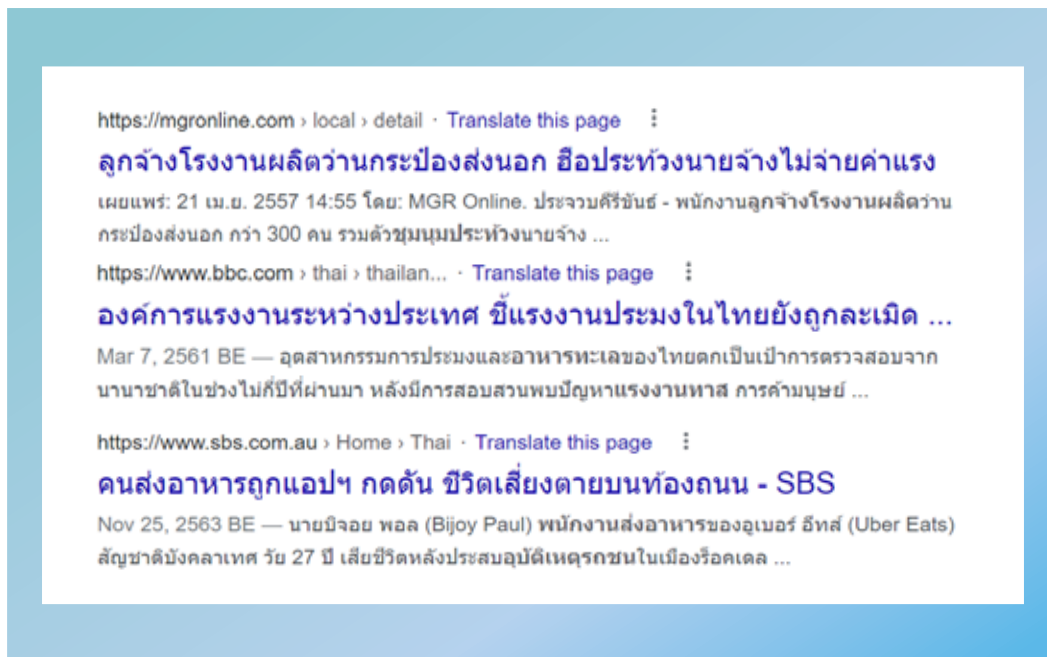 https://mgronline.com › local › detail · Translate this page
ลูกจ้างโรงงานผลิตว่านกระป๋องส่งนอก ฮือประท้วงนายจ้างไม่จ่ายค่าแรง
เผยแพร่: 21 เม.ย. 2557 14:55 โดย: MGR Online. ประจวบคีรีขันธ์ - พนักงานลูกจ้างโรงงานผลิตว่าน
กระป๋องส่งนอก กว่า 300 คน รวมตัวชุมนุมประท้วงนายจ้าง ...
https://www.bbc.com › thai › thailan... · Translate this page
องค์การแรงงานระหว่างประเทศ ชี้แรงงานประมงในไทยยังถูกละเมิด ...
Mar 7, 2561 BE — อุตสาหกรรมการประมงและอาหารทะเลของไทยตกเป็นเป้าการตรวจสอบจาก
นานาชาติในช่วงไม่กี่ปีที่ผ่านมา หลังมีการสอบสวนพบปัญหาแรงงานทาส การค้ามนุษย์ ...
https://www.sbs.com.au › Home › Thai · Translate this page
คนส่งอาหารถูกแอปฯ กดดัน ชีวิตเสี่ยงตายบนท้องถนน - SBS
Nov 25, 2563 BE — นายบิจอย พอล (Bijoy Paul) พนักงานส่งอาหารของอูเบอร์ อีทส์ (Uber Eats)
สัญชาติบังคลาเทศ วัย 27 ปี เสียชีวิตหลังประสบอุบัติเหตุรถชนในเมืองร็อคเดล ...